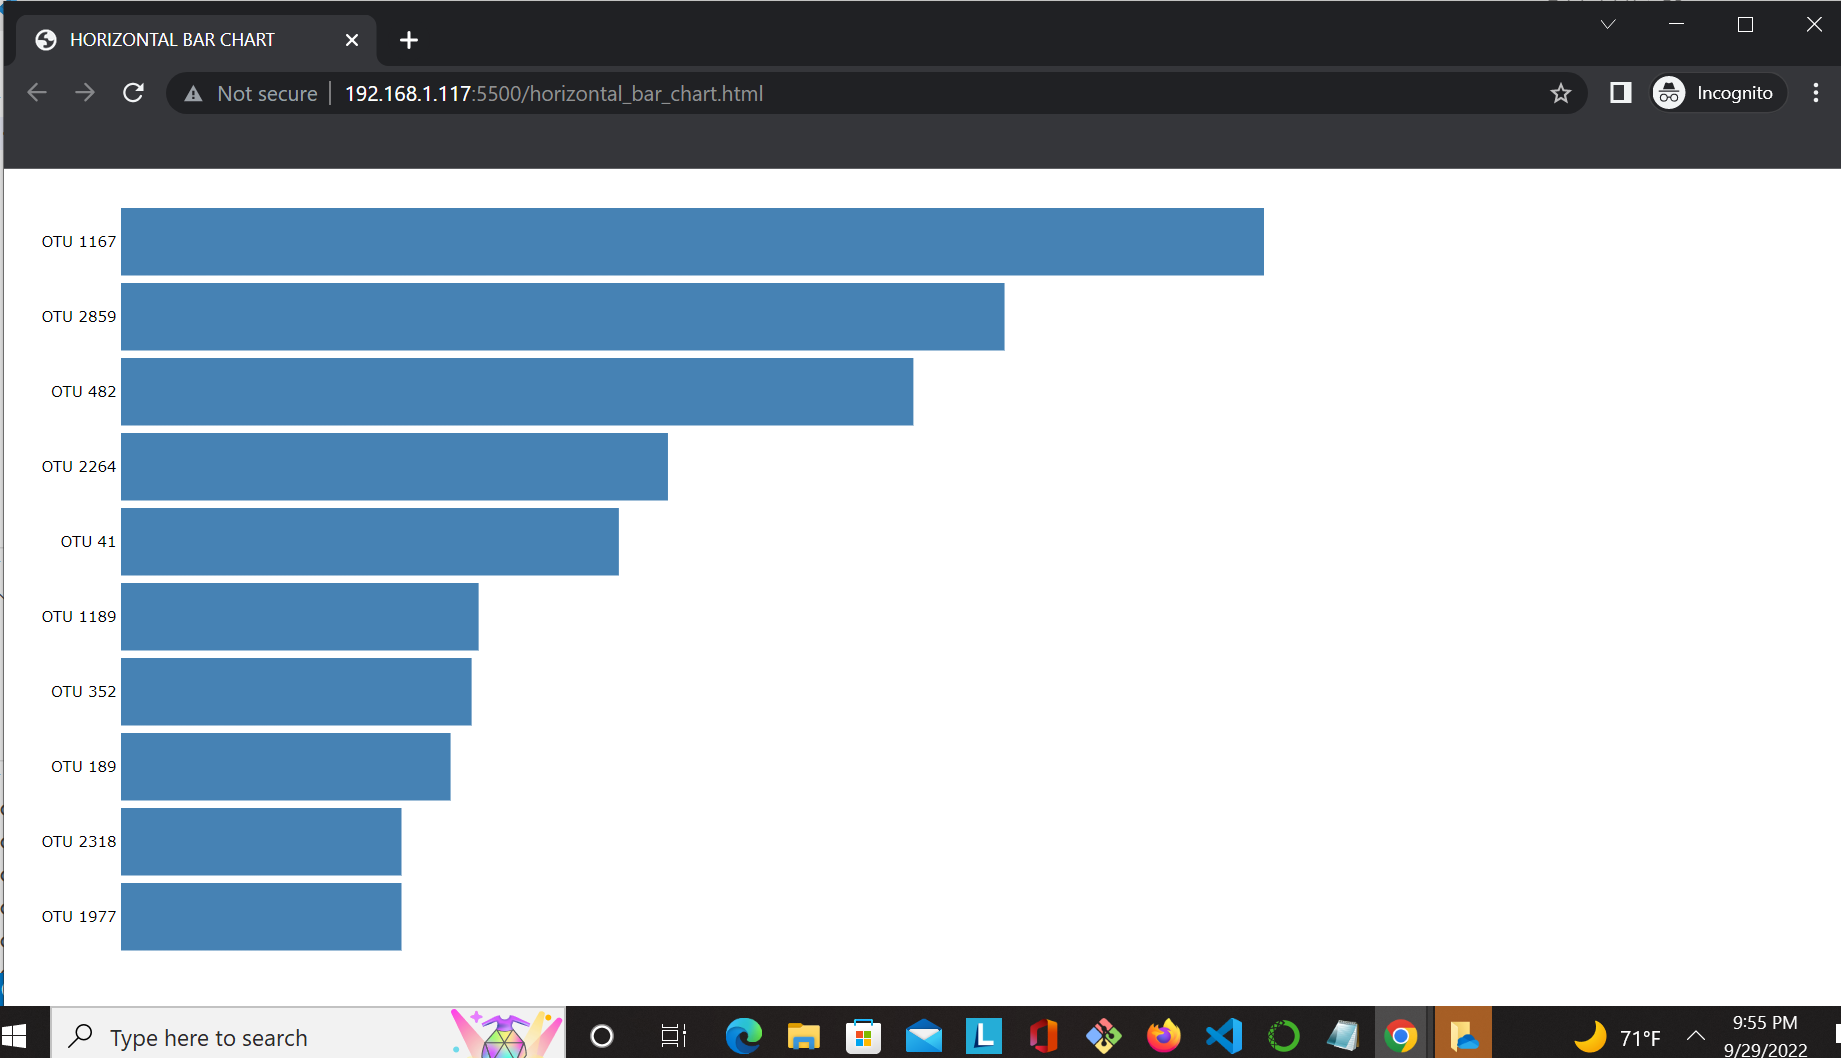 HORIZONTAL BAR CHART
Not secure 192.168.1.117:5500/horizontal_bar_chart.html
Incognito
OTU 1167
OTU 2859
OTU 482
OTU 2264
OTU 41
OTU 1189
OTU 352
OTU 189
OTU 2318
OTU 1977
Type here to search
L
71°F
9:55 PM
9/29/2022